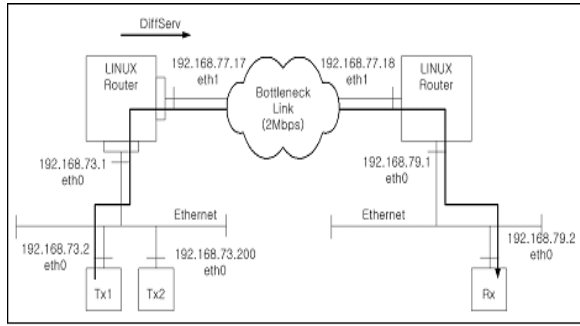 DiffServ
LINUX
Router
192.168.77.17
eth1
Bottleneck
Link
(2Mbps)
192.168.77.18
eth1
LINUX
Router
192.168.73.1
eth0
192.168.79.1
eth0
Ethernet
Ethernet
192.168.73.2
eth0
192.168.73.200
eth0
192.168.79.2
eth0
Tx1
Tx2
Rx